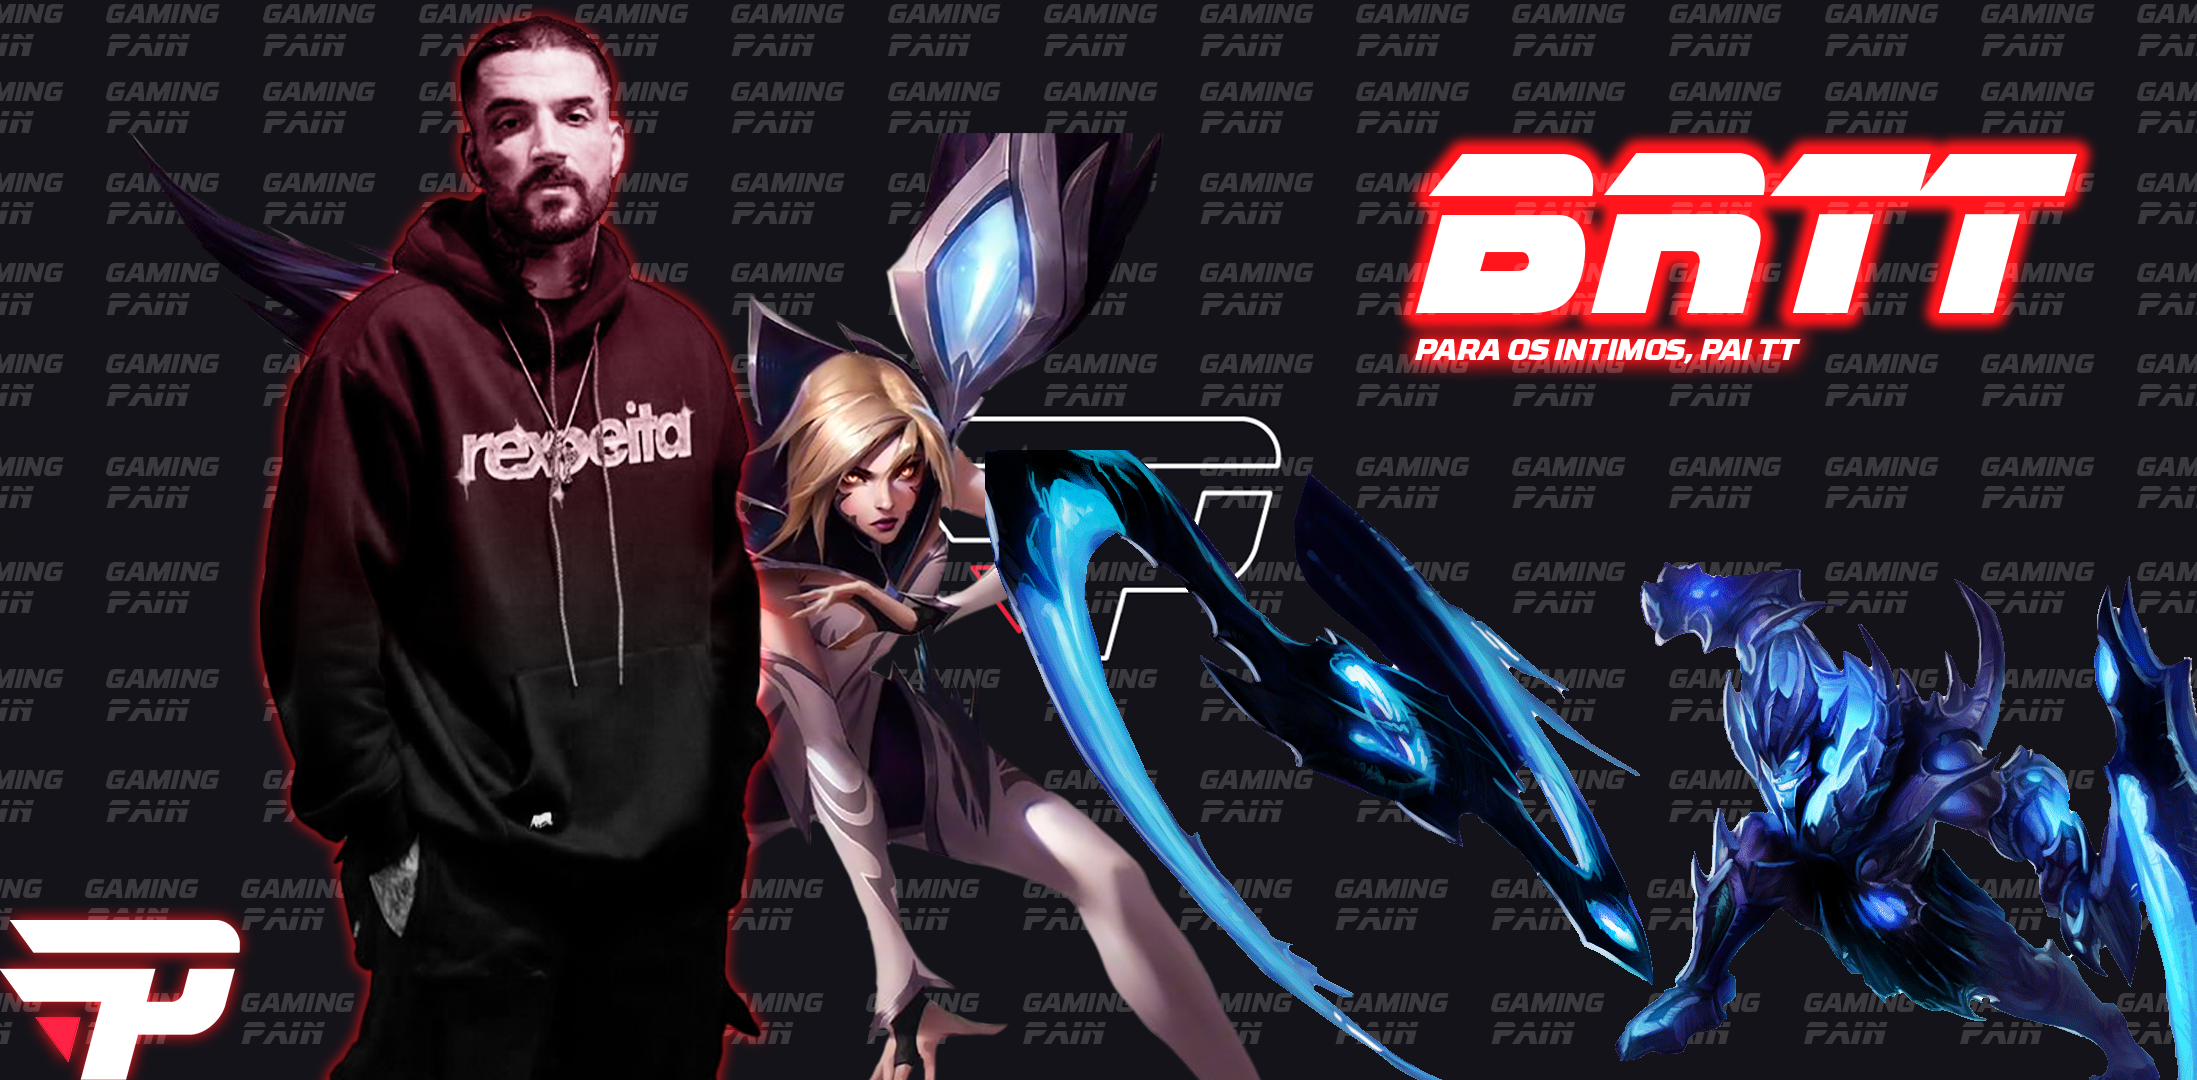 GAMING
PAIN
BRTT
PARA OS INTIMOS, PAI TT
rexpeita